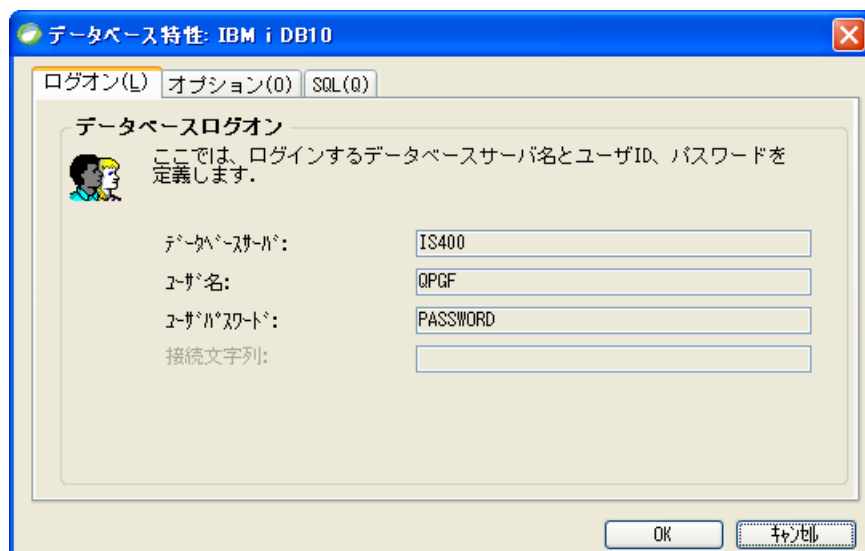 データベース特性: IBM i DB10
ログオン(L)
オプション(O)
SQL(Q)
データベースログオン
ここでは、ログインするデータベースサーバ名とユーザID、パスワードを
定義します.
ﾃﾞｰﾀﾍﾞｰｽｻｰﾊﾞ:
IS400
ﾕｰｻﾞ名:
QPGF
ﾕｰｻﾞﾊﾟｽﾜｰﾄﾞ:
PASSWORD
接続文字列:
OK
ｷｬﾝｾﾙ